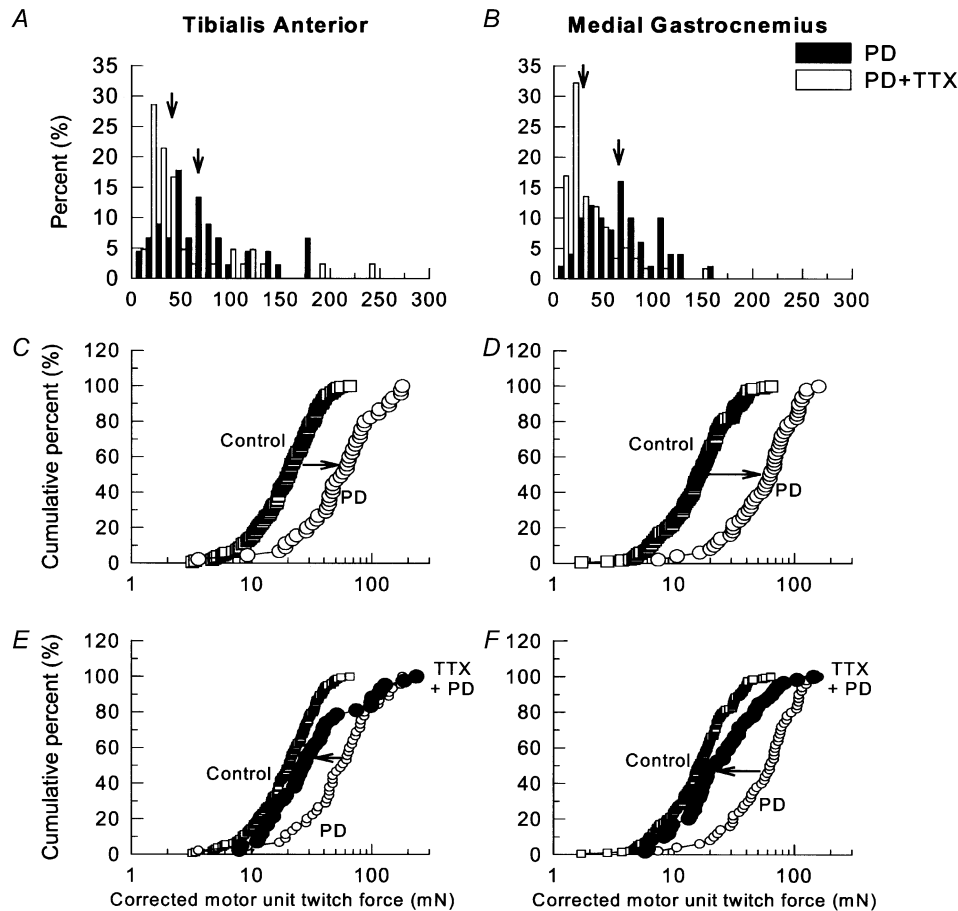 A
Tibialis Anterior
B
Medial Gastrocnemius
PD
PD+TTX
Percent (%)
35
30
25
20
15
10
5
0
0 50 100 150 200 250 300
35
30
25
20
15
10
5
0
0 50 100 150 200 250 300
C
Cumulative percent (%)
120
100
80
60
40
20
0
1 10 100
Control
PD
D
120
100
80
60
40
20
0
1 10 100
Control
PD
E
Cumulative percent (%)
120
100
80
60
40
20
0
1 10 100
TTX
+ PD
Control
PD
Corrected motor unit twitch force (mN)
F
120
100
80
60
40
20
0
1 10 100
TTX
+ PD
Control
PD
Corrected motor unit twitch force (mN)